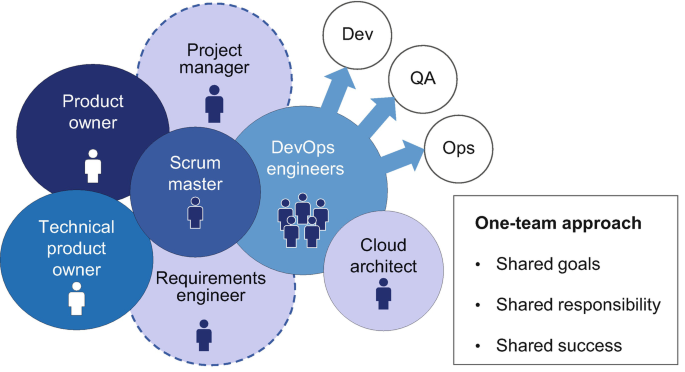 Project
manager
Dev
QA
Ops
Product
owner
Scrum
master
DevOps
engineers
Technical
product
owner
Requirements
engineer
Cloud
architect
One-team approach
• Shared goals
• Shared responsibility
• Shared success